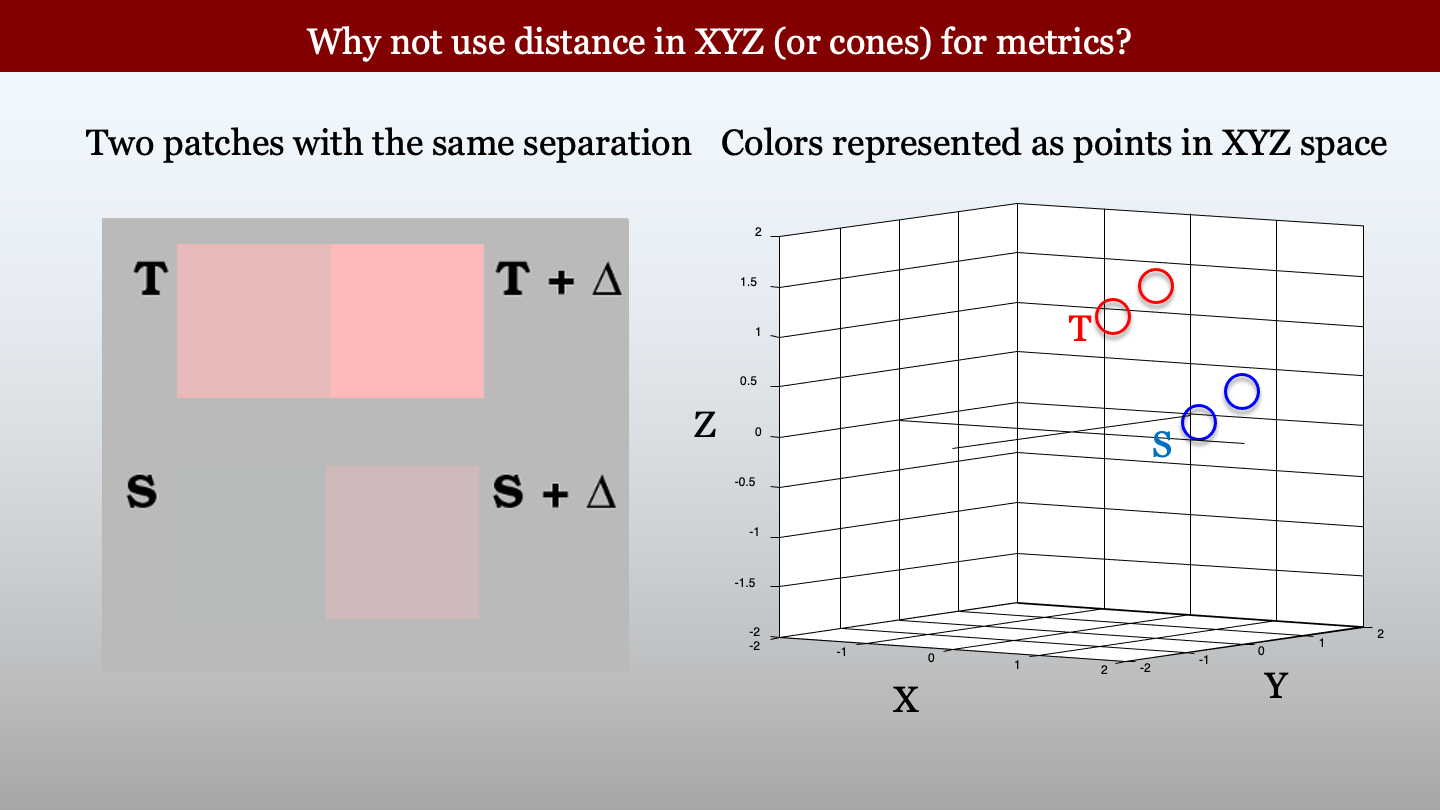 Why not use distance in XYZ (or cones) for metrics?
Two patches with the same separation
Colors represented as points in XYZ space
T
T + Δ
S
S + Δ
2
1.5
1
0.5
0
-0.5
-1
-1.5
-2
Z
T
S
-2
-1
0
1
2
X
-2
-1
0
1
2
Y